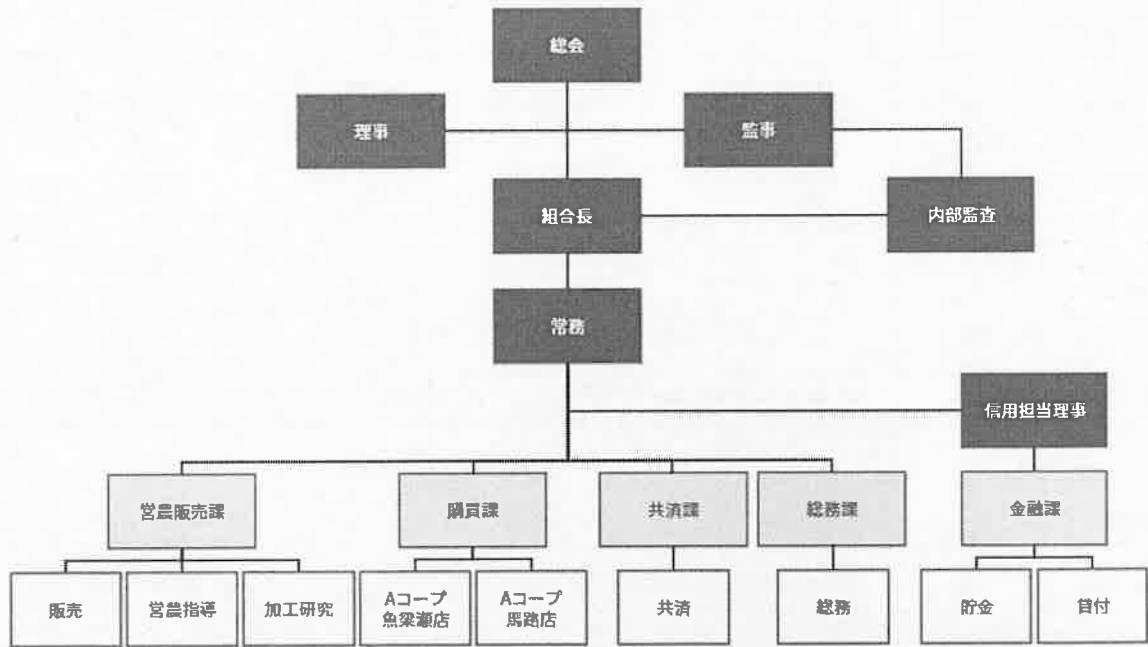 総会
理事
監事
組合長
内部監査
常務
信用担当理事
営農販売課
購買課
共済課
総務課
金融課
販売
営農指導
加工研究
Aコープ
魚梁瀬店
Aコープ
馬路店
共済
総務
貯金
貸付